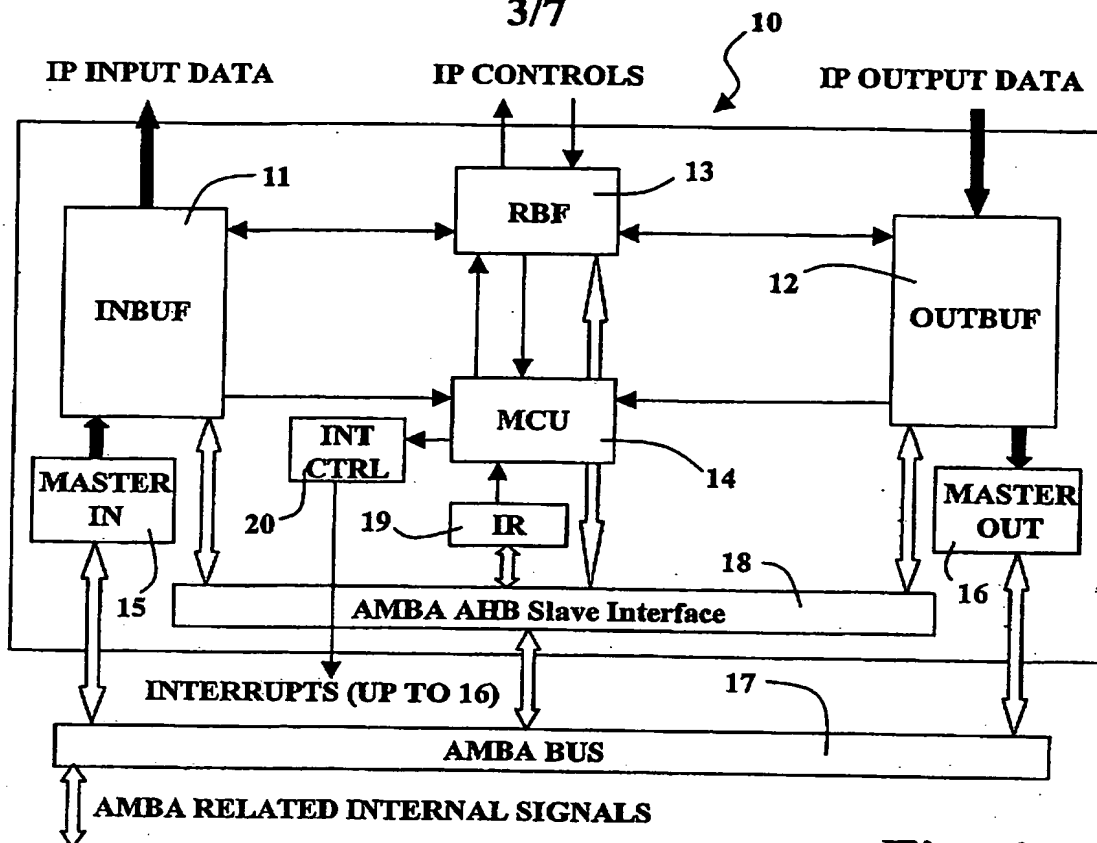 3/7
10
IP INPUT DATA
IP CONTROLS
IP OUTPUT DATA
11
13
RBF
12
INBUF
OUTBUF
MCU
INT
CTRL
14
MASTER
IN
20
19
IR
MASTER
OUT
15
18
16
AMBA AHB Slave Interface
INTERRUPTS (UP TO 16)
17
AMBA BUS
AMBA RELATED INTERNAL SIGNALS